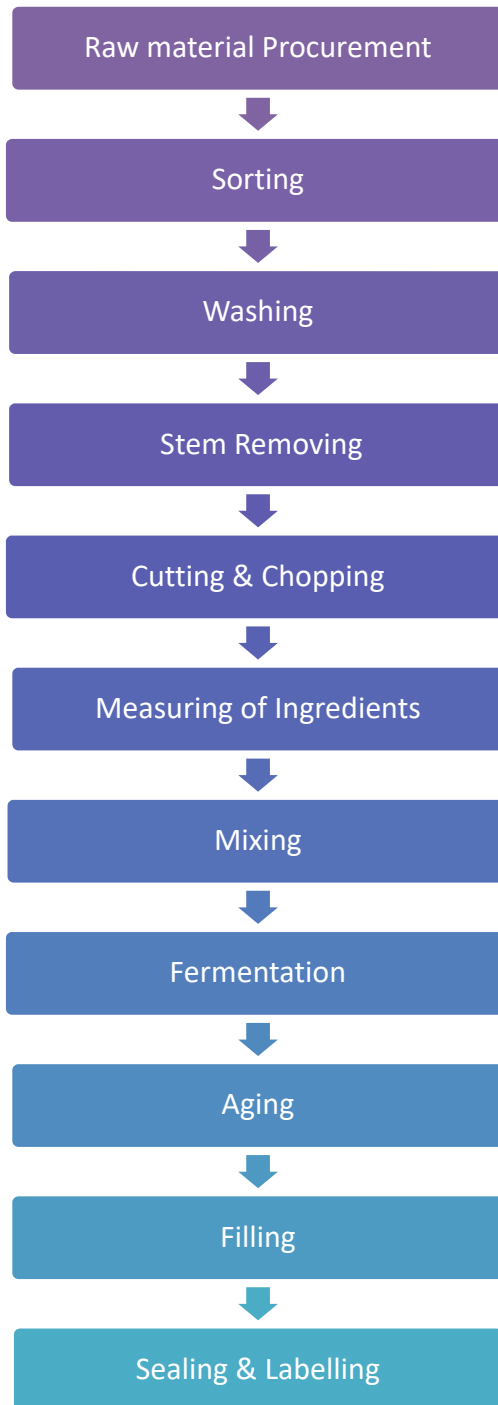 Raw material Procurement
Sorting
Washing
Stem Removing
Cutting & Chopping
Measuring of Ingredients
Mixing
Fermentation
Aging
Filling
Sealing & Labelling